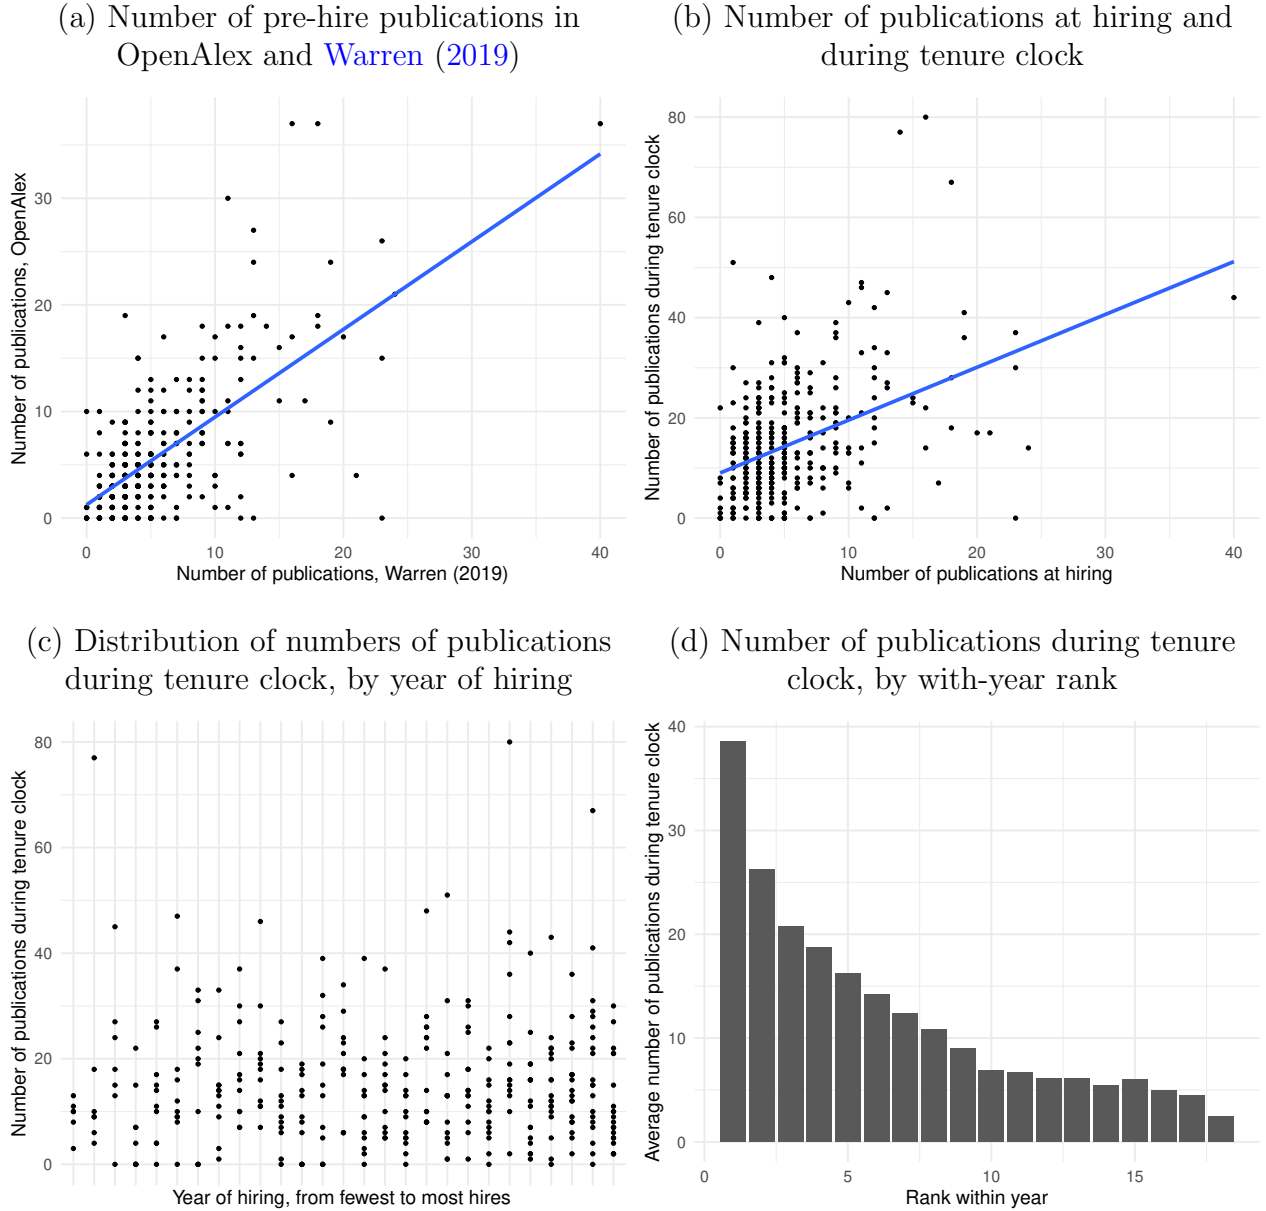 (a) Number of pre-hire publications in
OpenAlex and Warren (2019)
Number of publications, OpenAlex
30
20
10
0
0 10 20 30 40
Number of publications, Warren (2019)
(b) Number of publications at hiring and
during tenure clock
Number of publications during tenure clock
80
60
40
20
0
0 10 20 30 40
Number of publications at hiring
(c) Distribution of numbers of publications
during tenure clock, by year of hiring
Number of publications during tenure clock
80
60
40
20
0
Year of hiring, from fewest to most hires
(d) Number of publications during tenure
clock, by with-year rank
Average number of publications during tenure clock
40
30
20
10
0
0 5 10 15
Rank within year